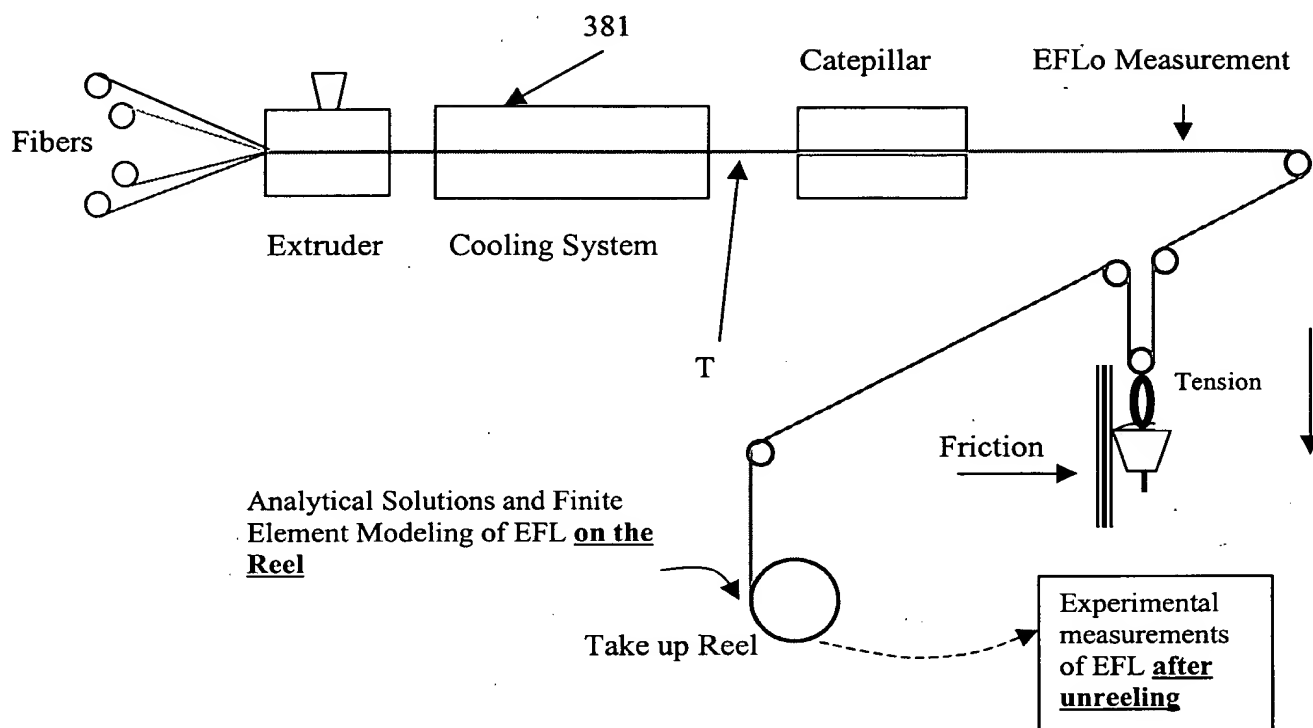 381
Catepillar
EFLo Measurement
Fibers
Extruder
Cooling System
T
Tension
Friction
Analytical Solutions and Finite
Element Modeling of EFL on the
Reel
Take up Reel
Experimental
measurements
of EFL after
unreeling